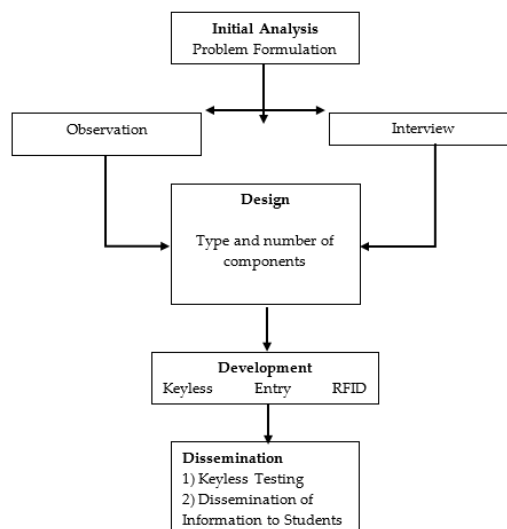 Initial Analysis
Problem Formulation
Observation
Interview
Design
Type and number of
components
Development
Keyless Entry RFID
Dissemination
1) Keyless Testing
2) Dissemination of
Information to Students